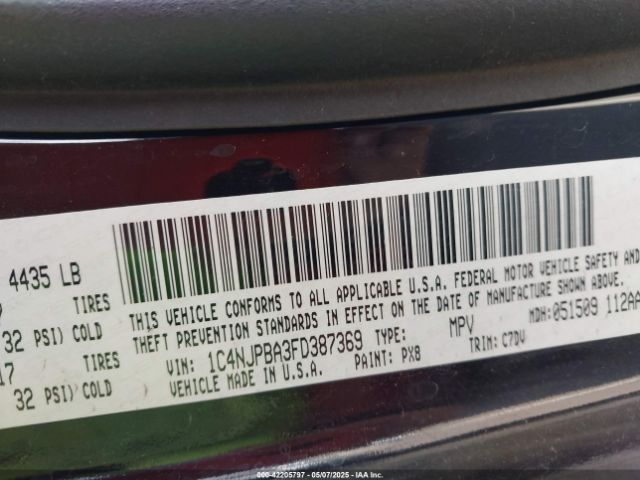 4435 LB
TIRES
32 PSI) COLD
17 TIRES
32 PSI) COLD
THIS VEHICLE CONFORMS TO ALL APPLICABLE U.S.A. FEDERAL MOTOR VEHICLE SAFETY AND
THEFT PREVENTION STANDARDS IN EFFECT ON THE DATE OF MANUFACTURE SHOWN ABOVE.
VIN: 1C4NJPBA3FD387369 TYPE: MPV MDH: 051509 112AA
VEHICLE MADE IN U.S.A. PAINT: PX8 TRIM: C7DV
000-42205797 - 05/07/2025 - IAA Inc.